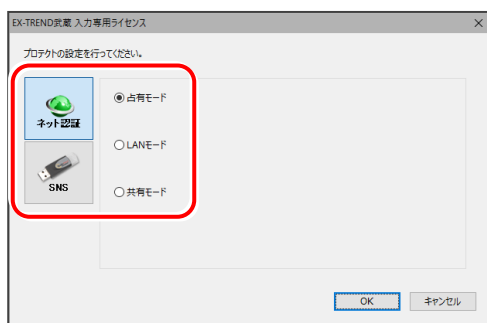 EX-TREND武蔵 入力専用ライセンス
プロテクトの設定を行ってください。
ネット認証
占有モード
LANモード
SNS
共有モード
OK
キャンセル